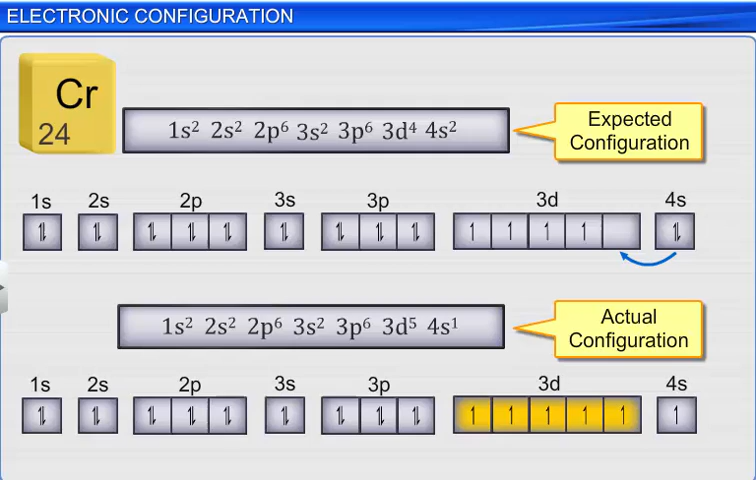 ELECTRONIC CONFIGURATION
Cr
24
1s² 2s² 2p⁶ 3s² 3p⁶ 3d⁴ 4s²
Expected
Configuration
1s 2s 2p 3s 3p 3d 4s
⥮ ⥮ ⥮ ⥮ ⥮ ⥮ ⥮ ⥮ ⥮ ↿ ↿ ↿ ↿ ⥮
1s² 2s² 2p⁶ 3s² 3p⁶ 3d⁵ 4s¹
Actual
Configuration
1s 2s 2p 3s 3p 3d 4s
⥮ ⥮ ⥮ ⥮ ⥮ ⥮ ⥮ ⥮ ⥮ ↿ ↿ ↿ ↿ ↿ ↿